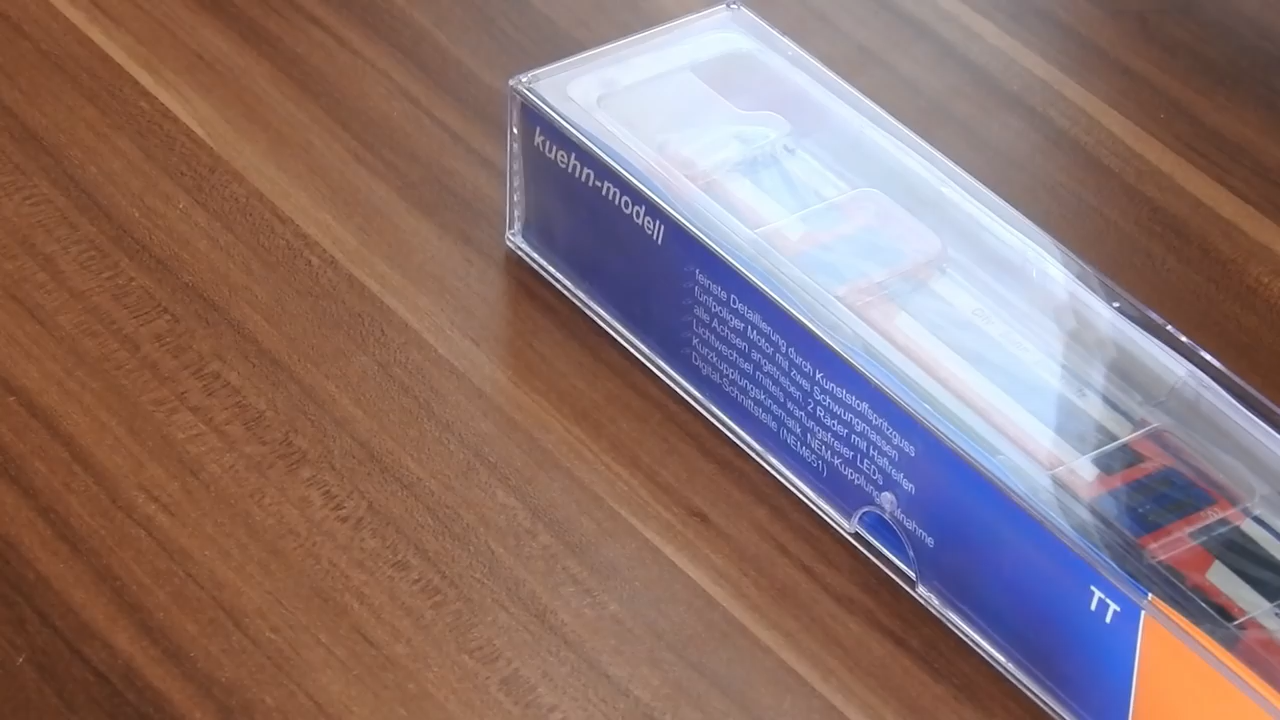 kuehn-modell
feinste Detaillierung durch Kunststoffspritzguss
fünfpoliger Motor mit zwei Schwungmassen
alle Achsen angetrieben, 2 Räder mit Haftreifen
Lichtwechsel mittels wartungsfreier LEDs
Kurzkupplungskinematik, NEM-Kupplungsaufnahme
Digital-Schnittstelle (NEM651)
TT